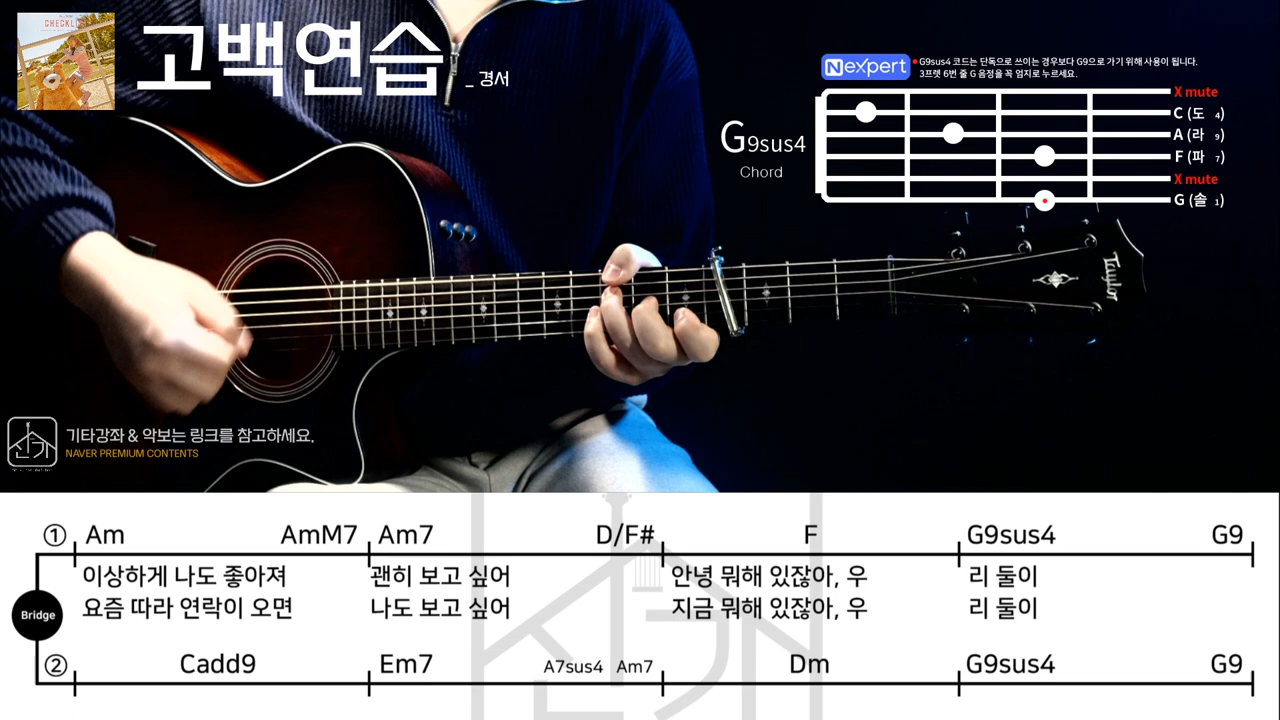 CHECKLIST
고백연습 _ 경서
NEXpert
G9sus4 코드는 단독으로 쓰이는 경우보다 G9으로 가기 위해 사용이 됩니다.
3프렛 6번 줄 G 음정을 꼭 엄지로 누르세요.
X mute
C (도 4)
A (라 9)
F (파 7)
X mute
G (솔 1)
G9sus4
Chord
Taylor
기타강좌 & 악보는 링크를 참고하세요.
NAVER PREMIUM CONTENTS
① Am AmM7 Am7 D/F# F G9sus4 G9
이상하게 나도 좋아져 괜히 보고 싶어 안녕 뭐해 있잖아, 우 리 둘이
요즘 따라 연락이 오면 나도 보고 싶어 지금 뭐해 있잖아, 우 리 둘이
Bridge
② Cadd9 Em7 A7sus4 Am7 Dm G9sus4 G9